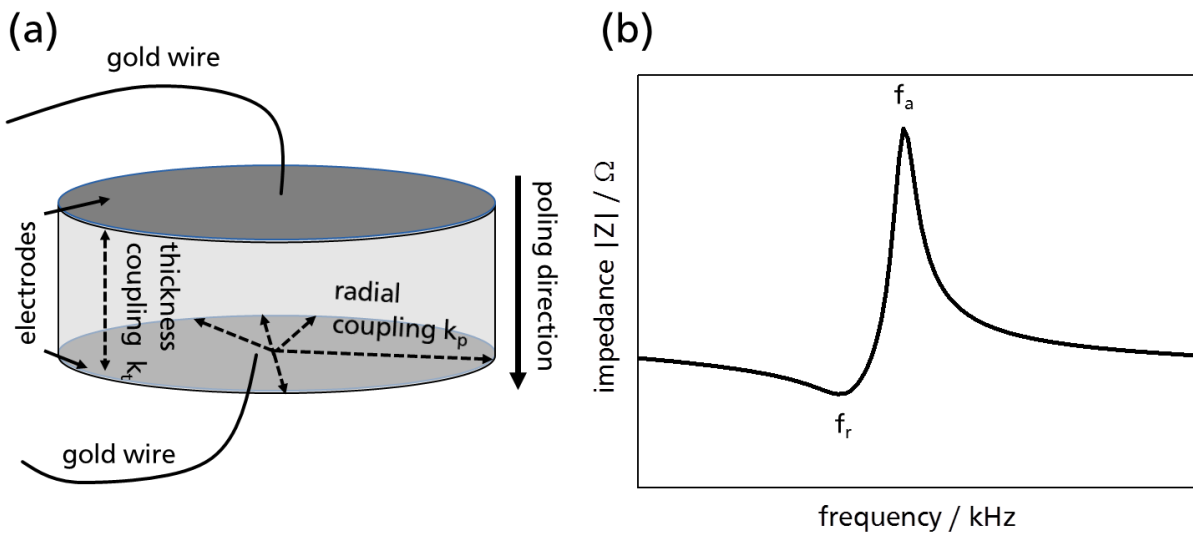 (a)
gold wire
electrodes
thickness
coupling k_t
radial
coupling k_p
poling direction
gold wire
(b)
f_a
f_r
impedance |Z| / Ω
frequency / kHz